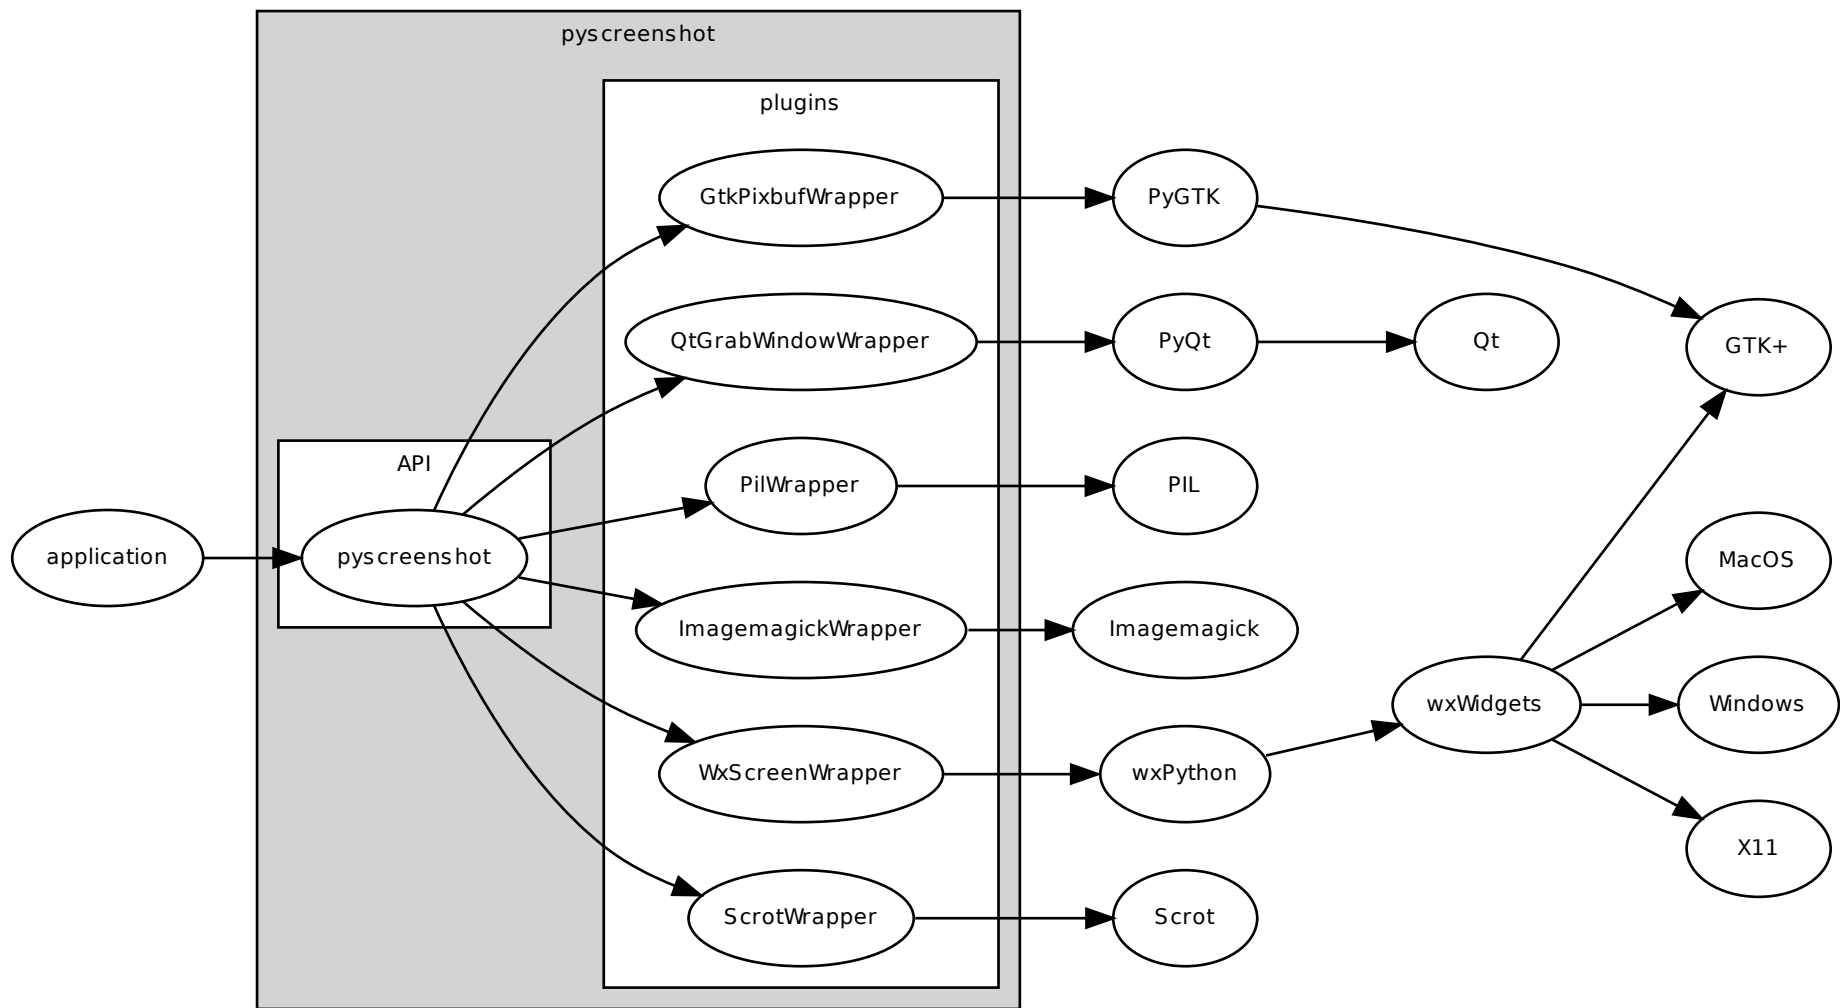 pyscreenshot
plugins
GtkPixbufWrapper
PyGTK
QtGrabWindowWrapper
PyQt
Qt
GTK+
API
PilWrapper
PIL
application
pyscreenshot
MacOS
ImagemagickWrapper
Imagemagick
wxWidgets
Windows
WxScreenWrapper
wxPython
X11
ScrotWrapper
Scrot